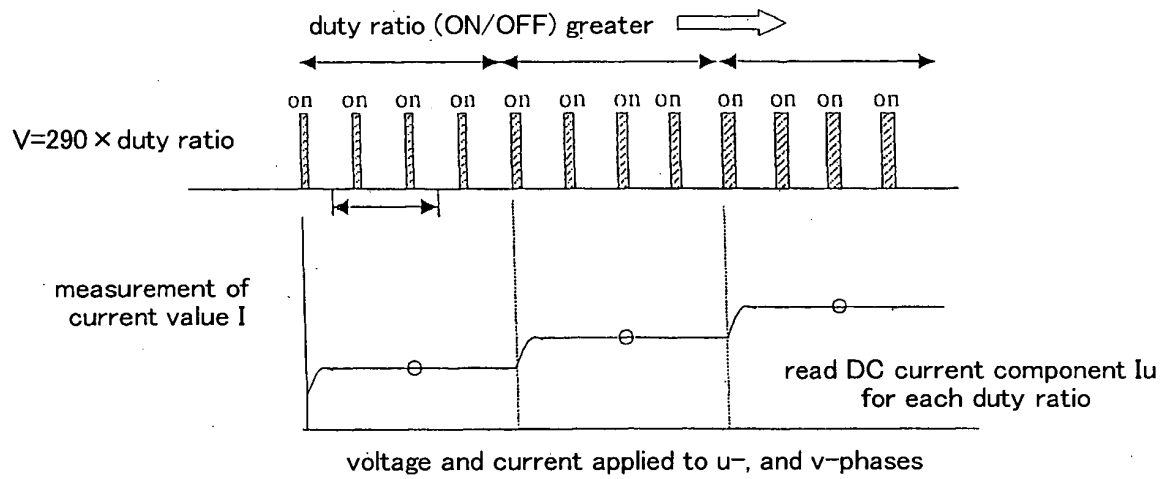 duty ratio (ON/OFF) greater
on on on on on on on on on on on on
V=290 × duty ratio
measurement of
current value I
read DC current component Iu
for each duty ratio
voltage and current applied to u-, and v-phases